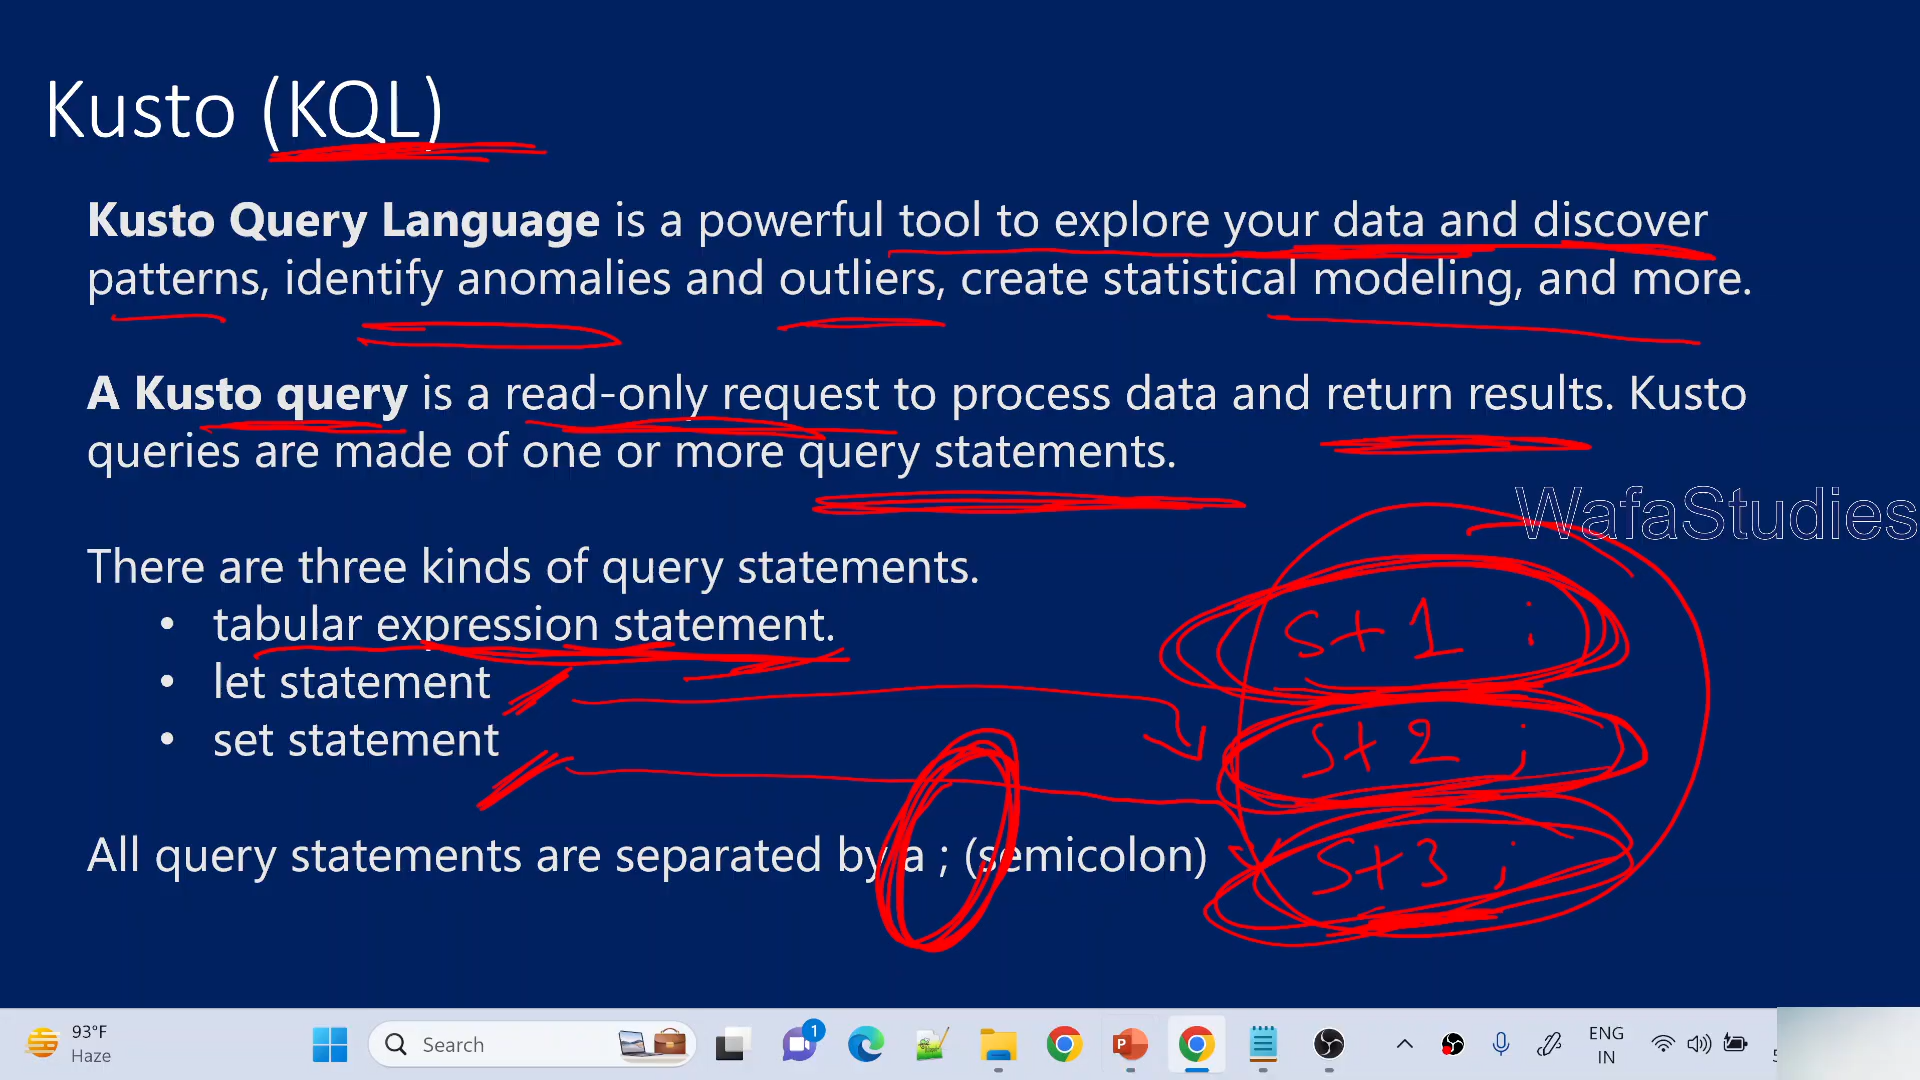 Kusto (KQL)
Kusto Query Language is a powerful tool to explore your data and discover
patterns, identify anomalies and outliers, create statistical modeling, and more.
A Kusto query is a read-only request to process data and return results. Kusto
queries are made of one or more query statements.
WafaStudies
There are three kinds of query statements.
• tabular expression statement.
• let statement
• set statement
st 1 ;
st 2 ;
st 3 ;
All query statements are separated by a ; (semicolon)
93°F
Haze
Search
1
ENG
IN